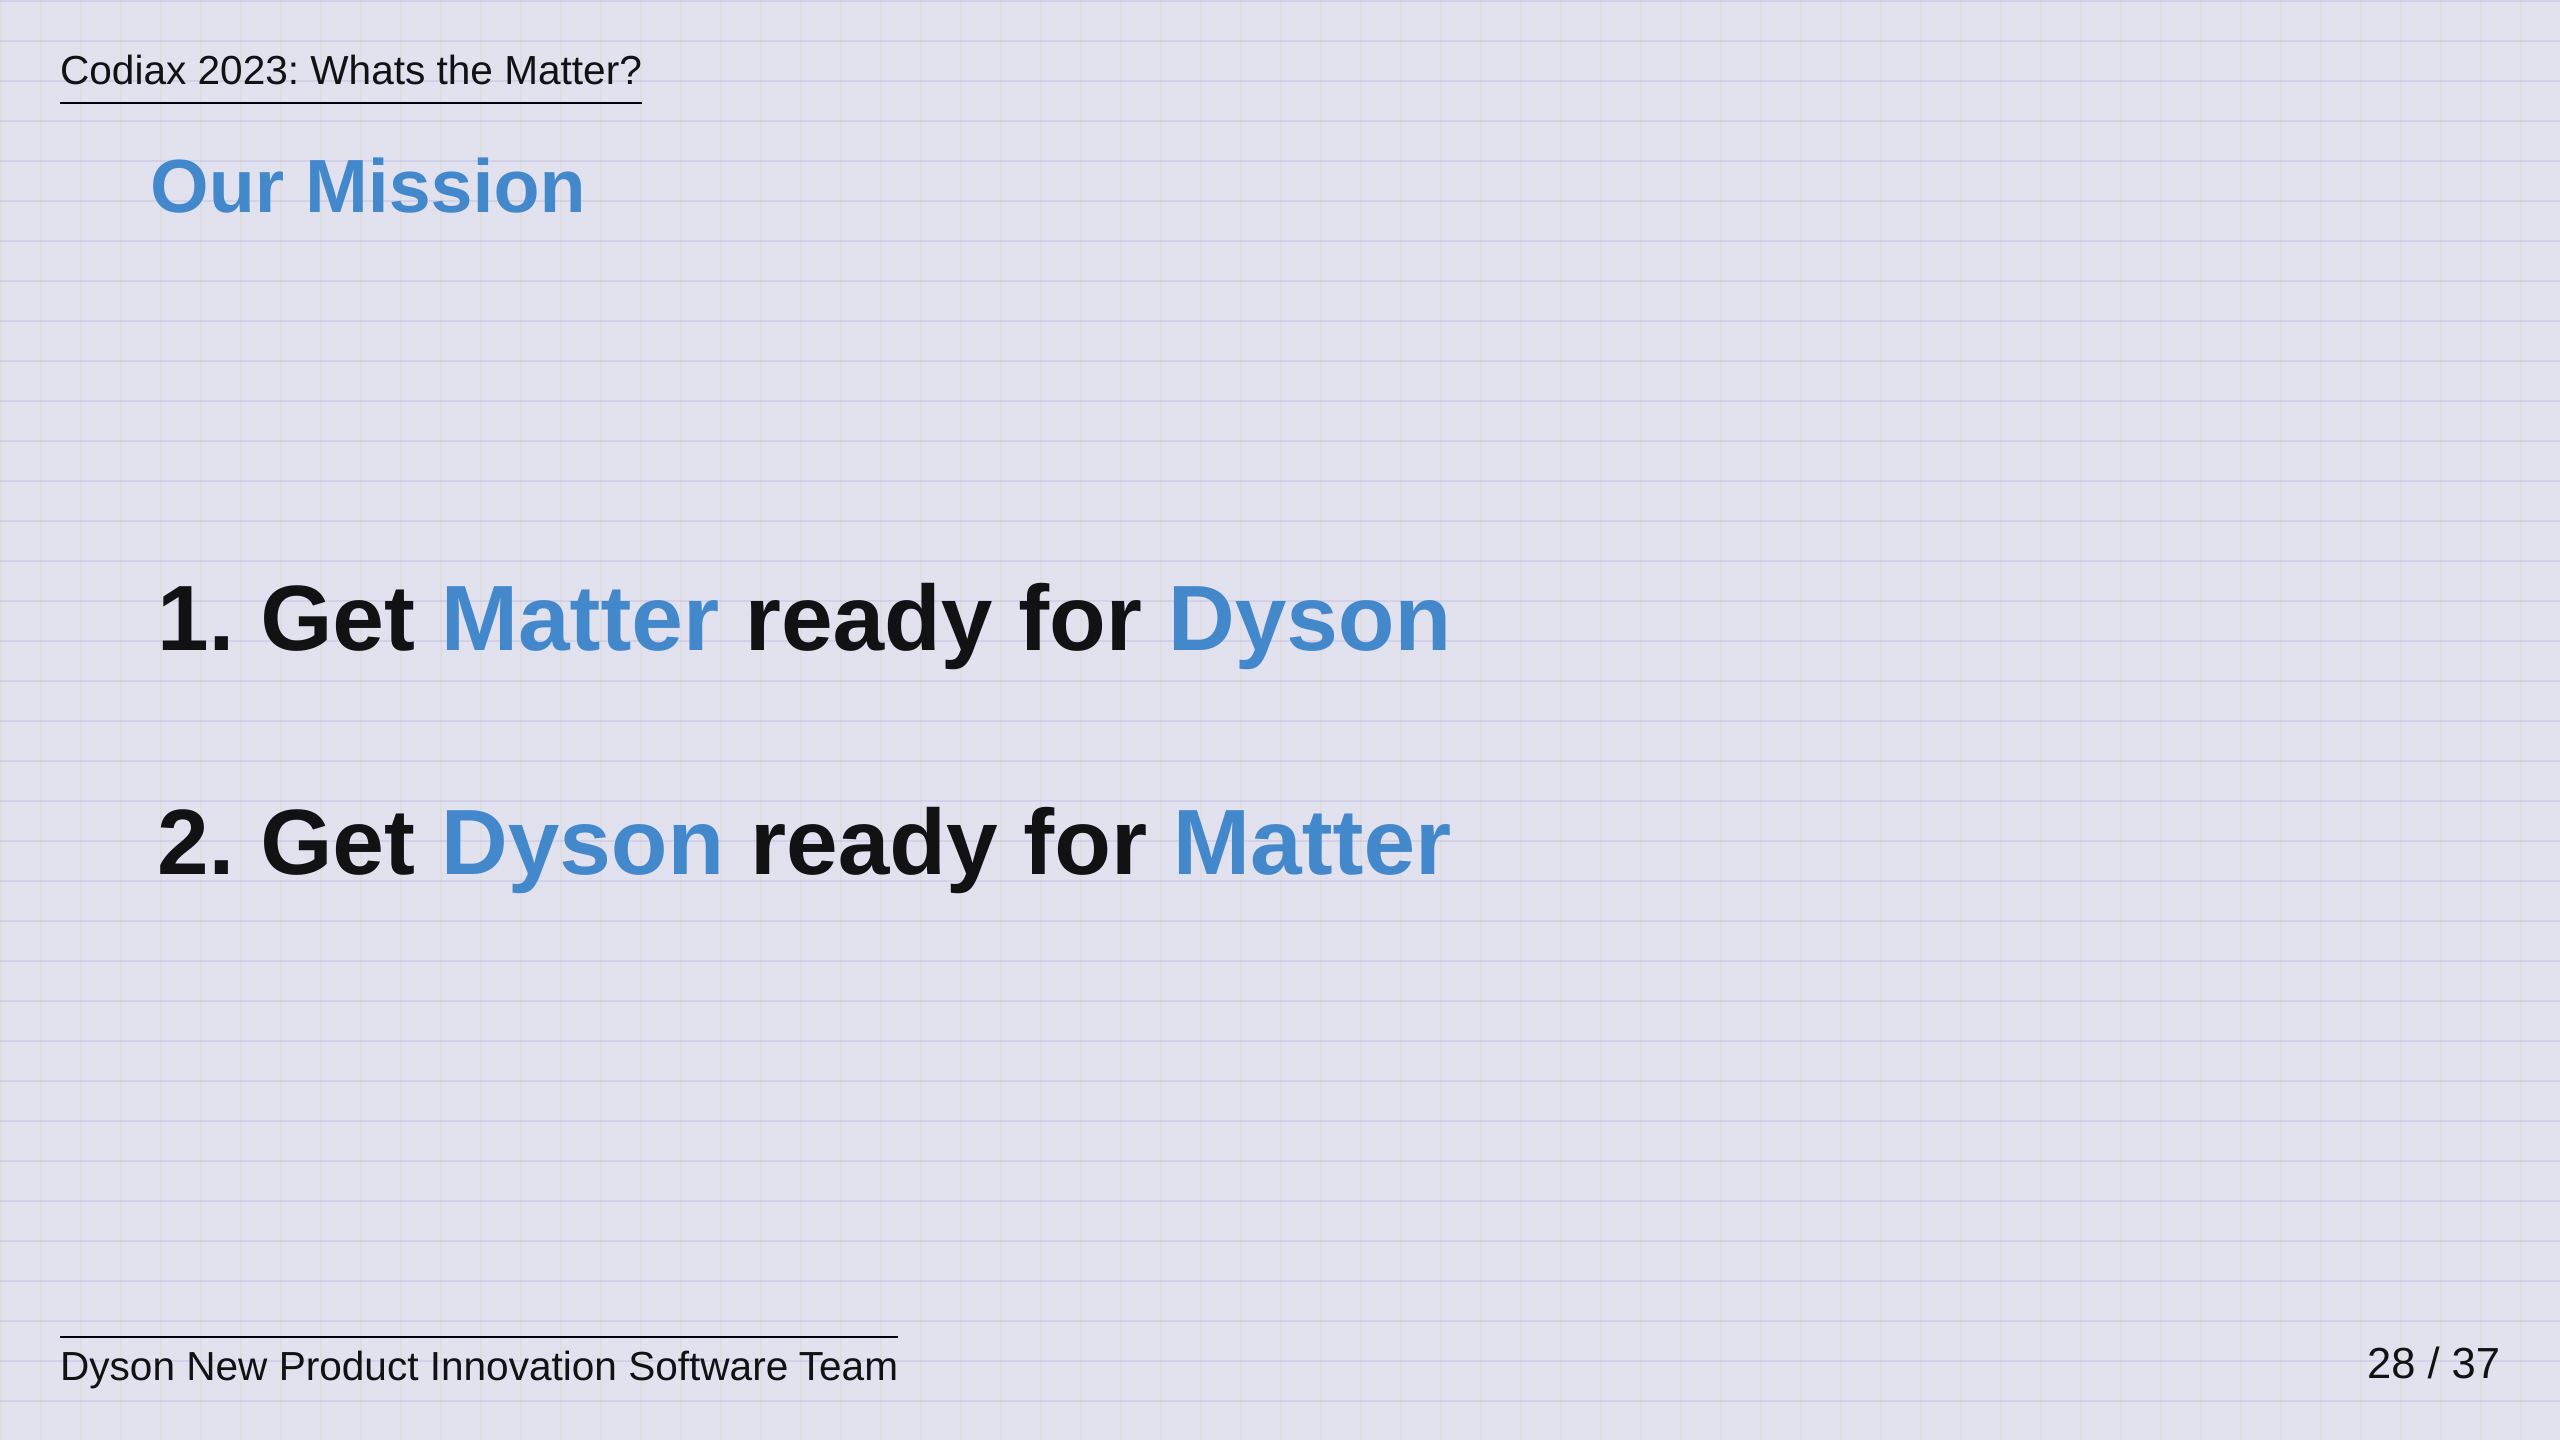 Codiax 2023: Whats the Matter?
Our Mission
1. Get Matter ready for Dyson
2. Get Dyson ready for Matter
Dyson New Product Innovation Software Team
28 / 37